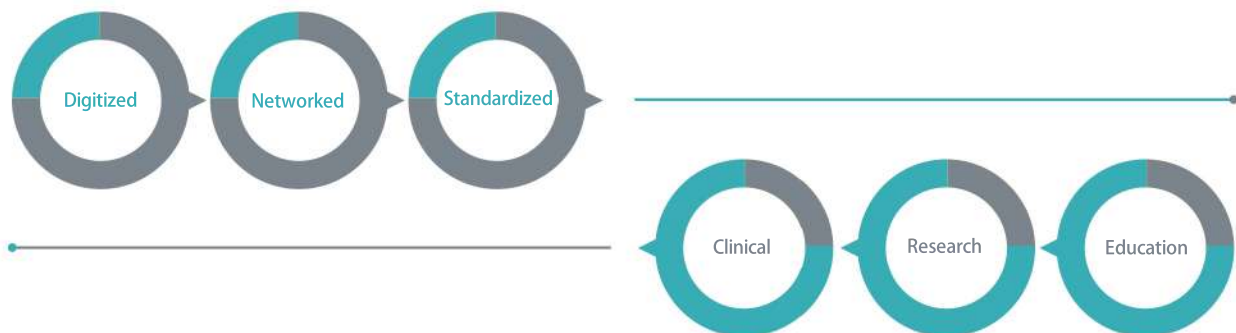 Digitized
Networked
Standardized
Clinical
Research
Education